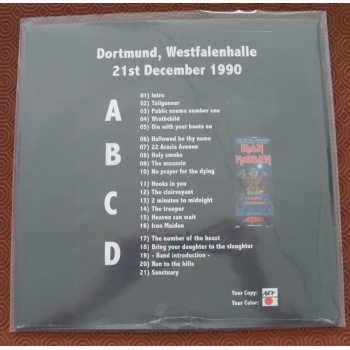 Dortmund, Westfalenhalle
21st December 1990
A
01) Intro
02) Tailgunner
03) Public enema number one
04) Wrathchild
05) Die with your boots on
B
06) Hallowed be thy name
07) 22 Acacia Avenue
08) Holy smoke
09) The assassin
10) No prayer for the dying
C
11) Hooks in you
12) The clairvoyant
13) 2 minutes to midnight
14) The trooper
15) Heaven can wait
16) Iron Maiden
D
17) The number of the beast
18) Bring your daughter to the slaughter
19) - Band introduction -
20) Run to the hills
21) Sanctuary
IRON
MAIDEN
Your Copy:
Your Color: